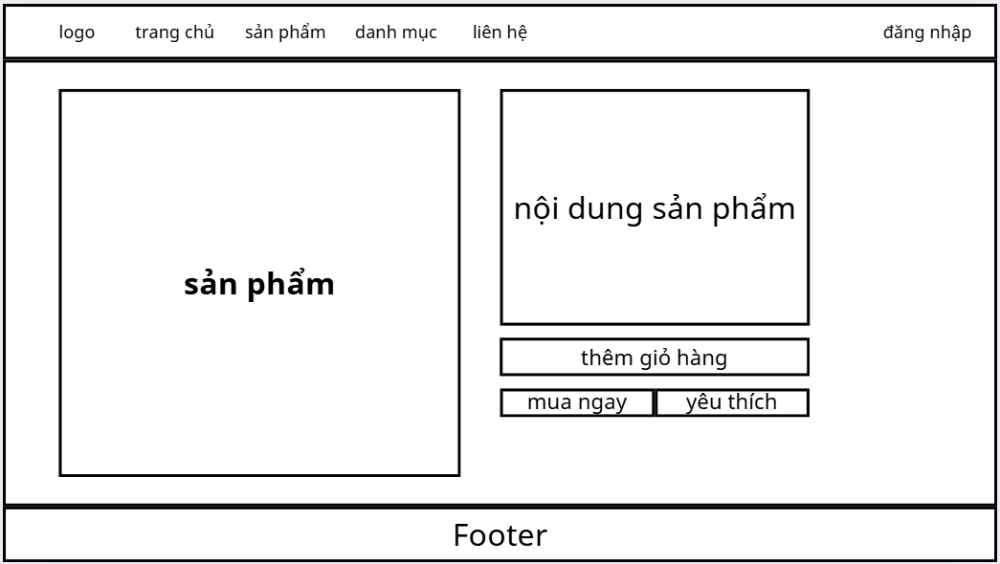 logo trang chủ sản phẩm danh mục liên hệ đăng nhập
sản phẩm
nội dung sản phẩm
thêm giỏ hàng
mua ngay yêu thích
Footer